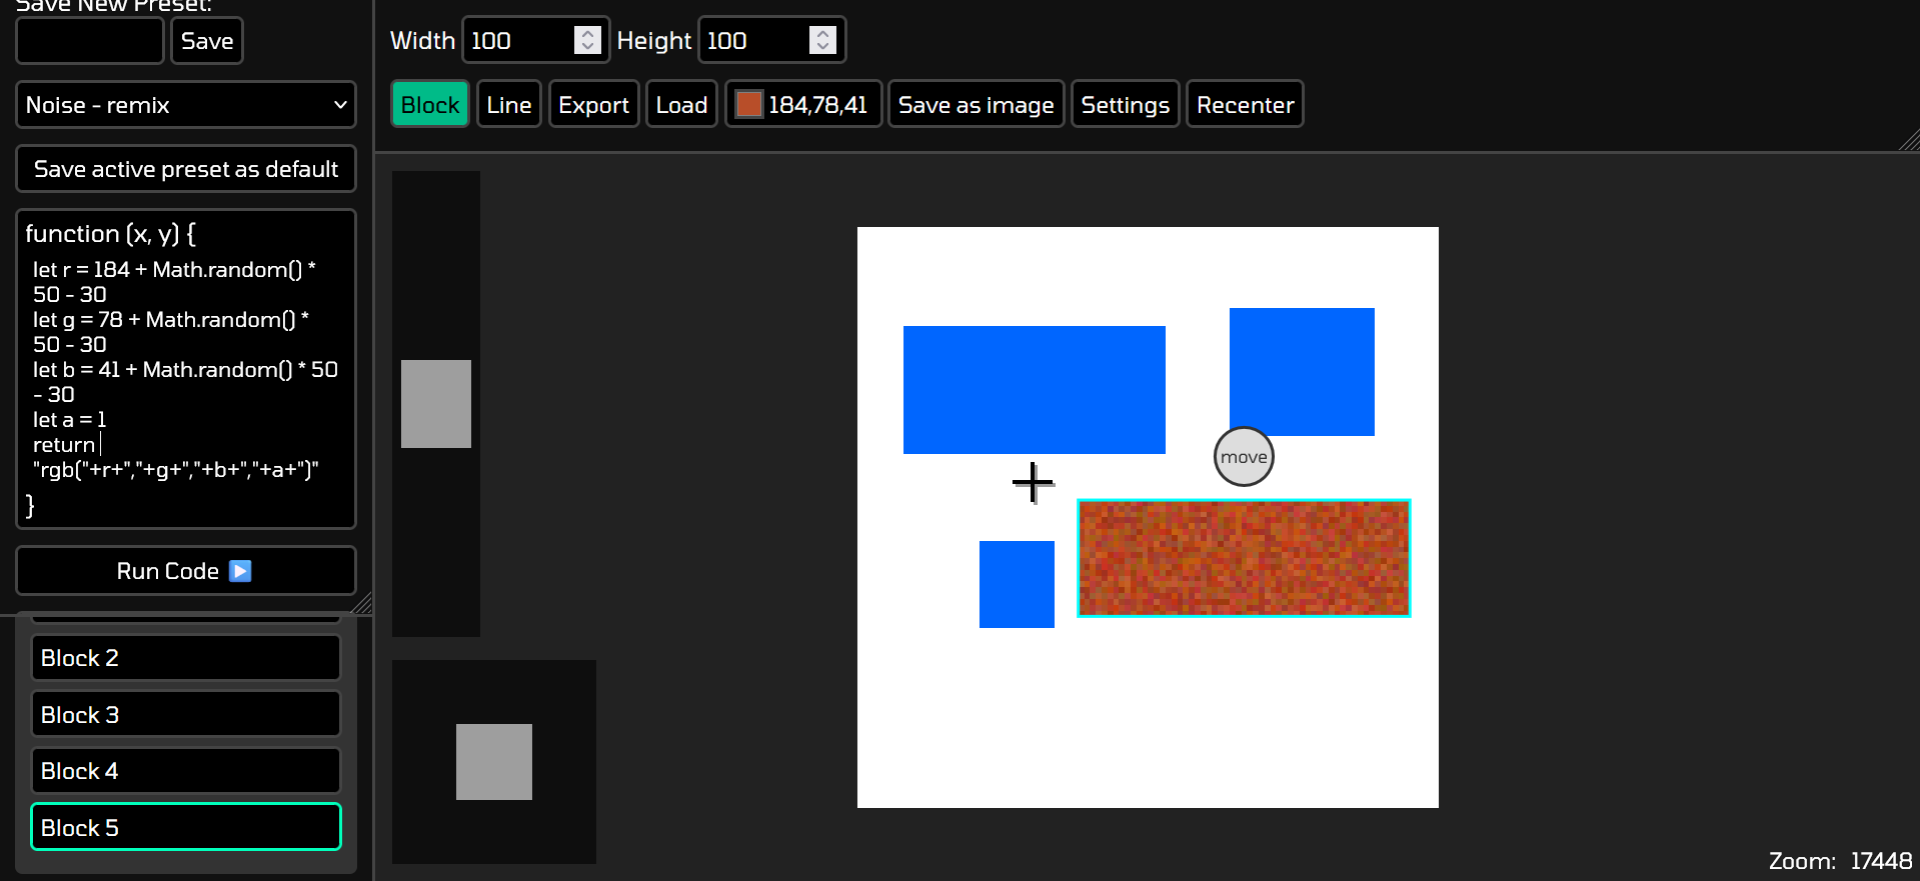 Save New Preset:
Save
Noise - remix
Save active preset as default
function (x, y) {
let r = 184 + Math.random() *
50 - 30
let g = 78 + Math.random() *
50 - 30
let b = 41 + Math.random() * 50
- 30
let a = 1
return
"rgb("+r+","+g+","+b+","+a+")"
}
Run Code
Block 2
Block 3
Block 4
Block 5
Width 100 Height 100
Block Line Export Load 184,78,41 Save as image Settings Recenter
move
Zoom: 17448